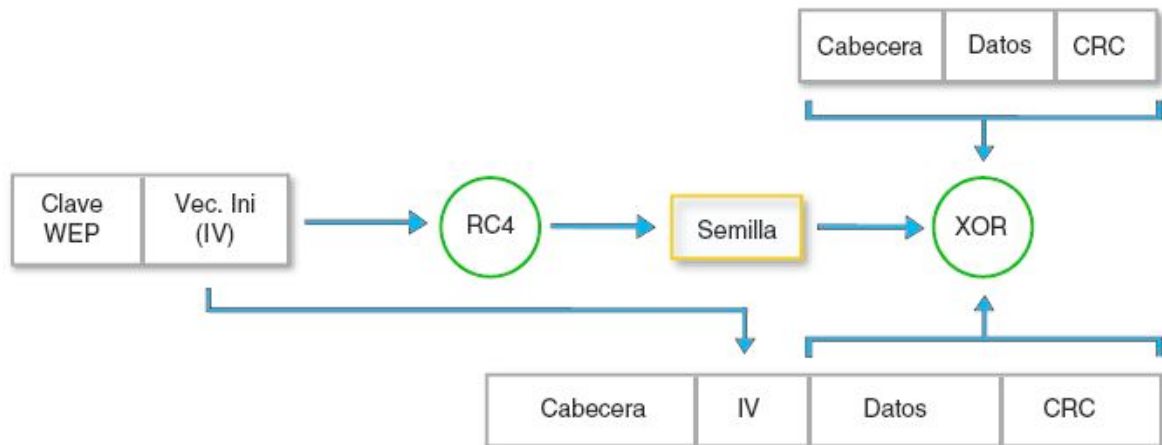 Cabecera Datos CRC
Clave WEP
Vec. Ini (IV)
RC4
Semilla
XOR
Cabecera IV Datos CRC